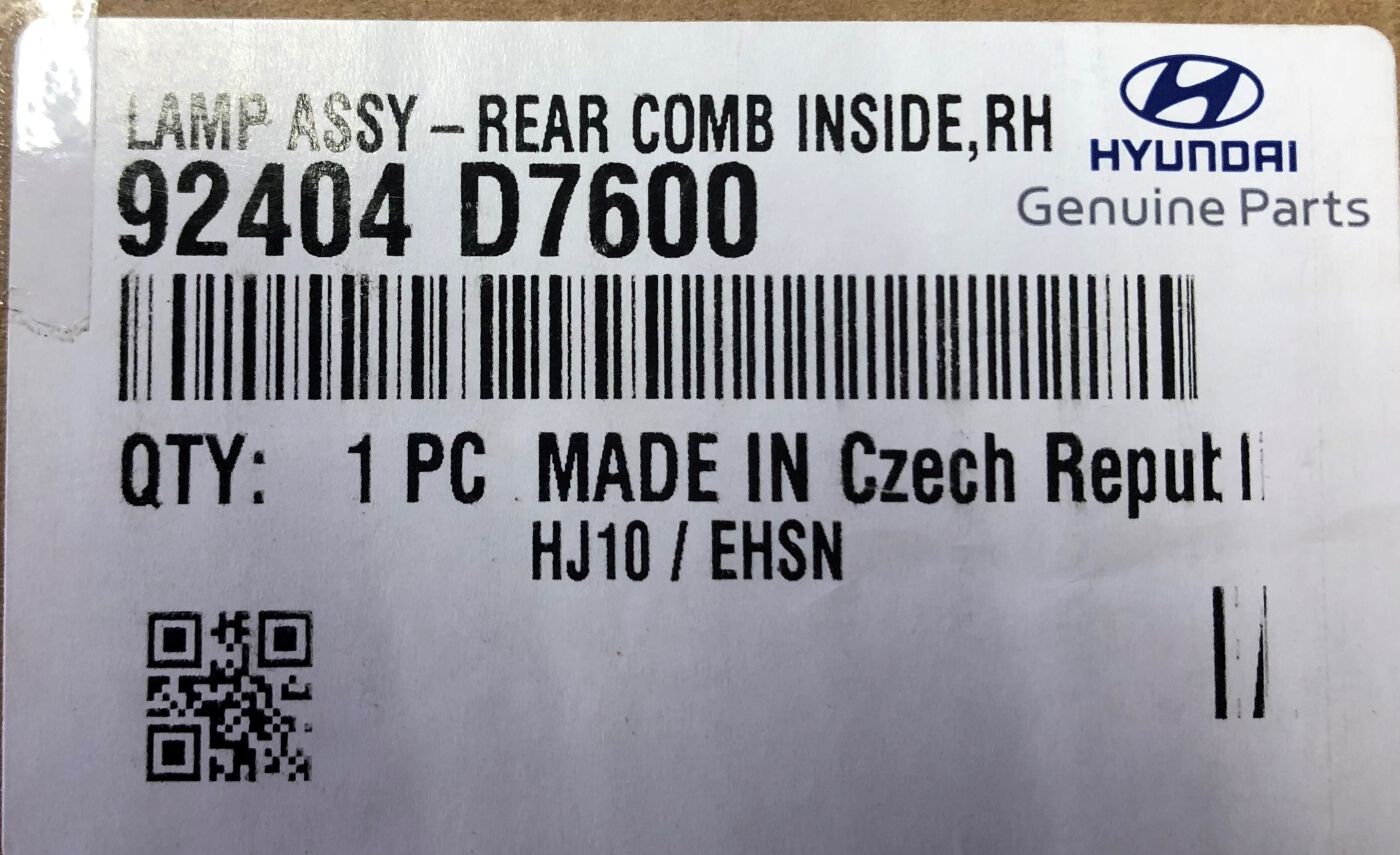 LAMP ASSY-REAR COMB INSIDE,RH
HYUNDAI
Genuine Parts
92404 D7600
QTY: 1 PC MADE IN Czech
HJ10 / EHSN